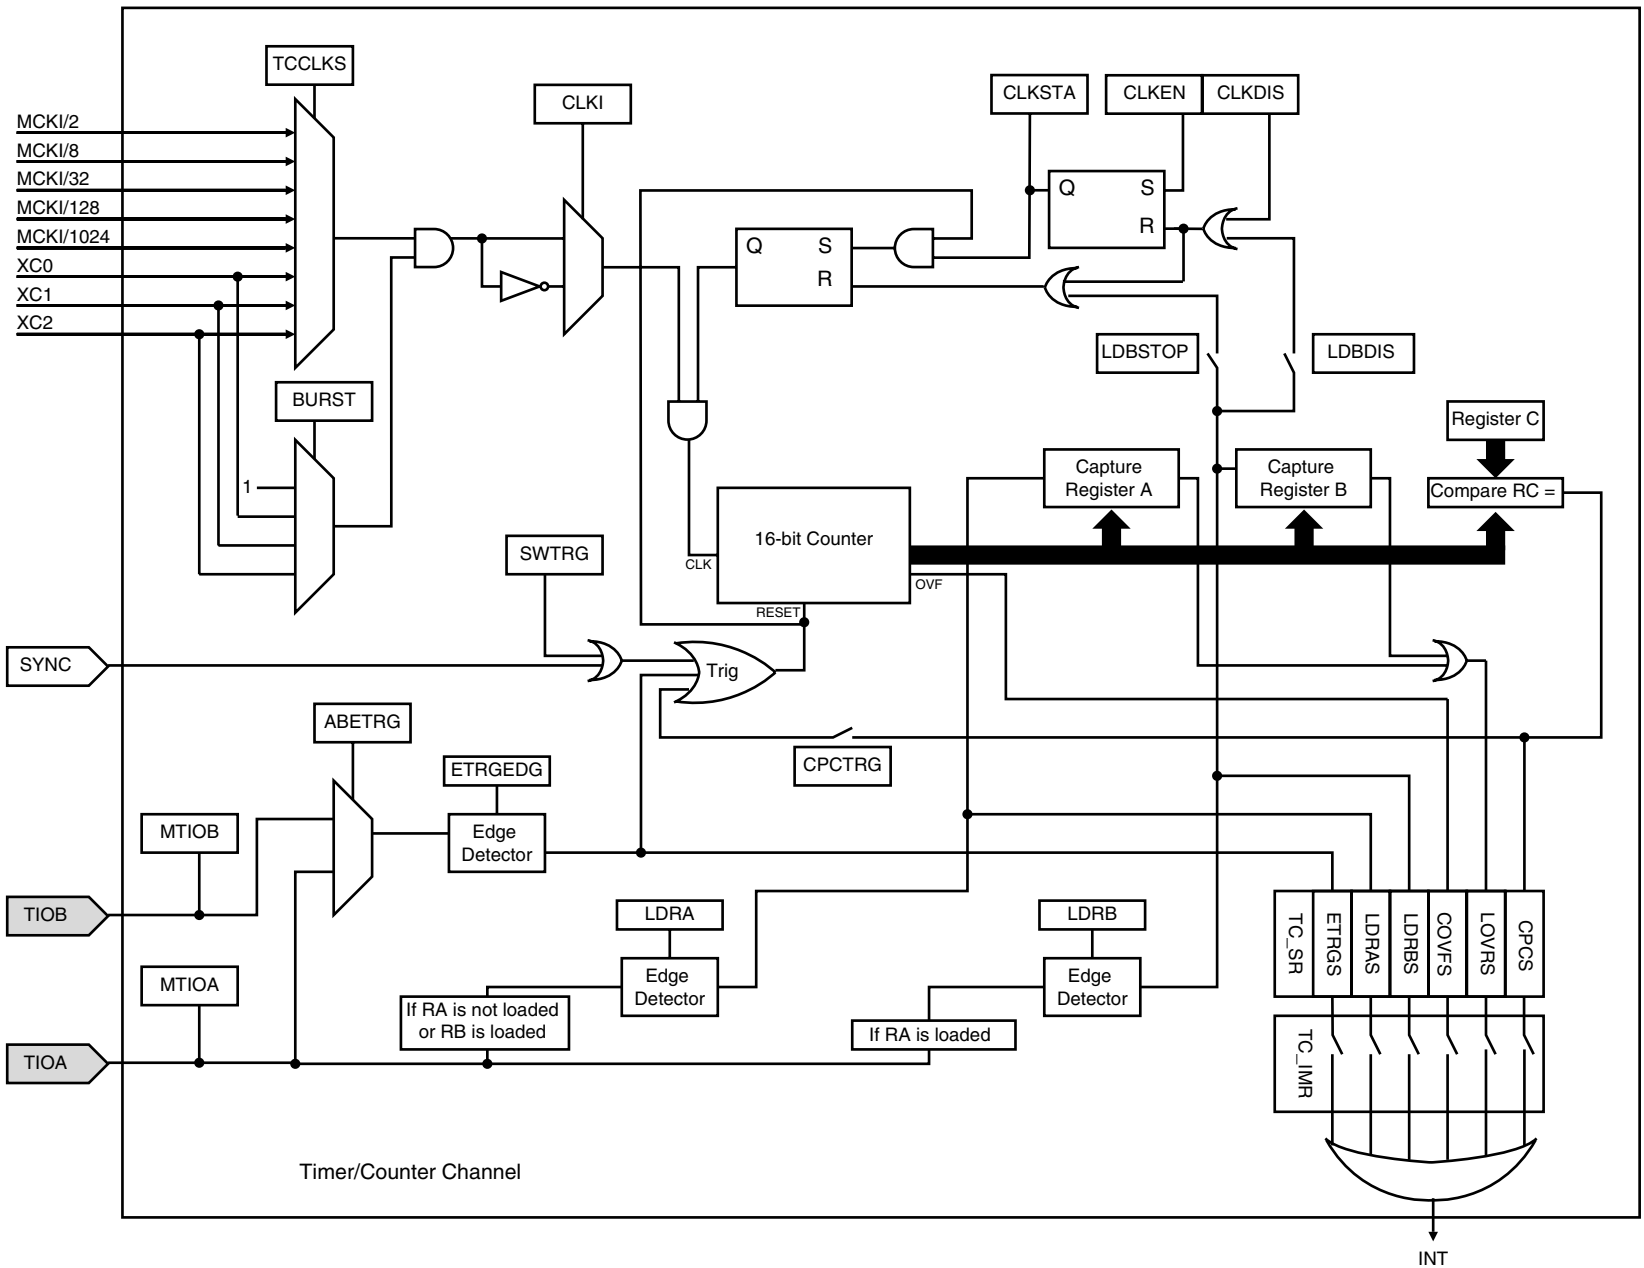 TCCLKS
CLKI
CLKSTA
CLKEN
CLKDIS
MCKI/2
MCKI/8
MCKI/32
MCKI/128
MCKI/1024
XC0
XC1
XC2
Q
S
R
Q
S
R
LDBSTOP
LDBDIS
BURST
1
Register C
Capture
Register A
Capture
Register B
Compare RC =
16-bit Counter
SWTRG
CLK
OVF
RESET
SYNC
Trig
ABETRG
ETRGEDG
CPCTRG
MTIOB
Edge
Detector
TIOB
LDRA
LDRB
TC_SR
ETRGS
LDRAS
LDRBS
COVFS
LOVRS
CPCS
MTIOA
Edge
Detector
Edge
Detector
If RA is not loaded
or RB is loaded
If RA is loaded
TIOA
TC_IMR
Timer/Counter Channel
INT